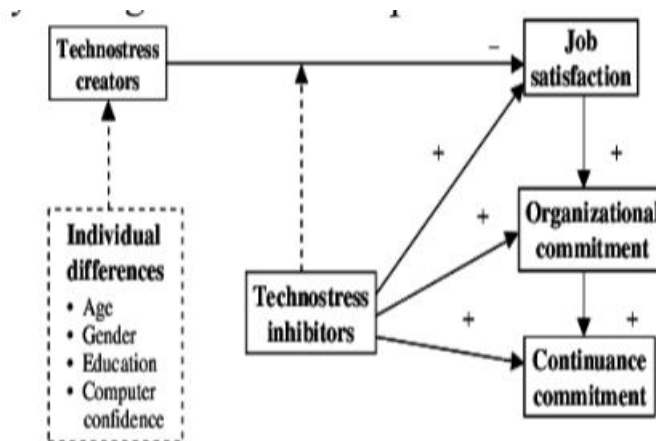 Technostress
creators
–
Job
satisfaction
+
+
Individual
differences
• Age
• Gender
• Education
• Computer
confidence
Technostress
inhibitors
+
Organizational
commitment
+
+
Continuance
commitment